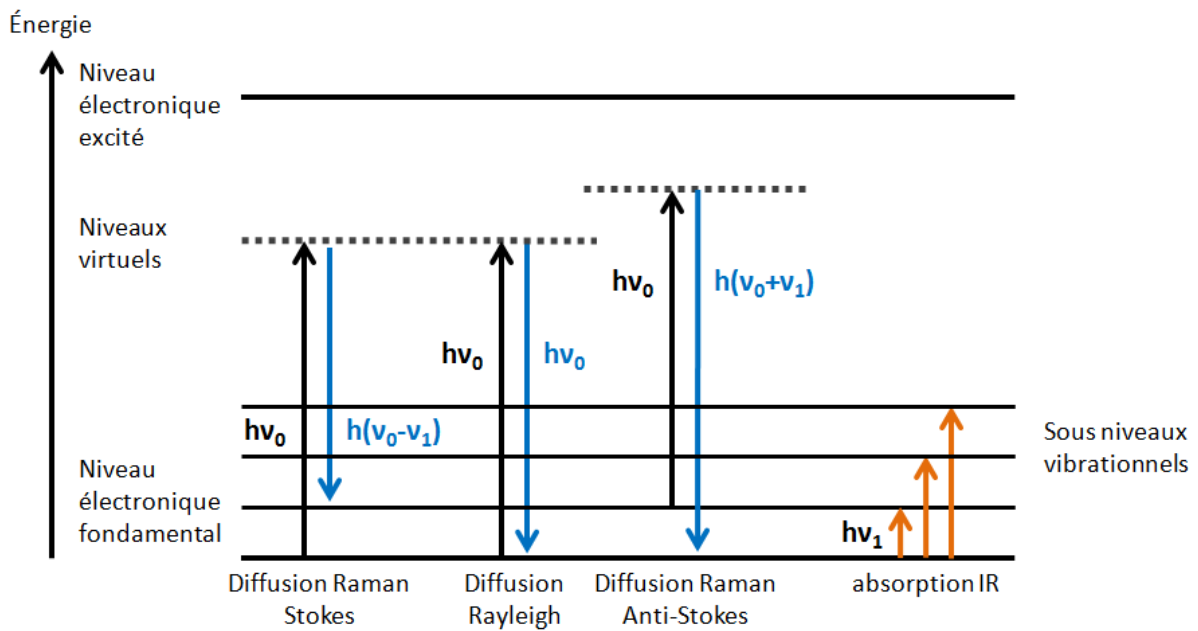 Énergie
Niveau
électronique
excité
Niveaux
virtuels
hν₀
h(ν₀+ν₁)
hν₀
hν₀
hν₀
h(ν₀-ν₁)
Sous niveaux
vibrationnels
Niveau
électronique
fondamental
hν₁
Diffusion Raman
Stokes
Diffusion
Rayleigh
Diffusion Raman
Anti-Stokes
absorption IR